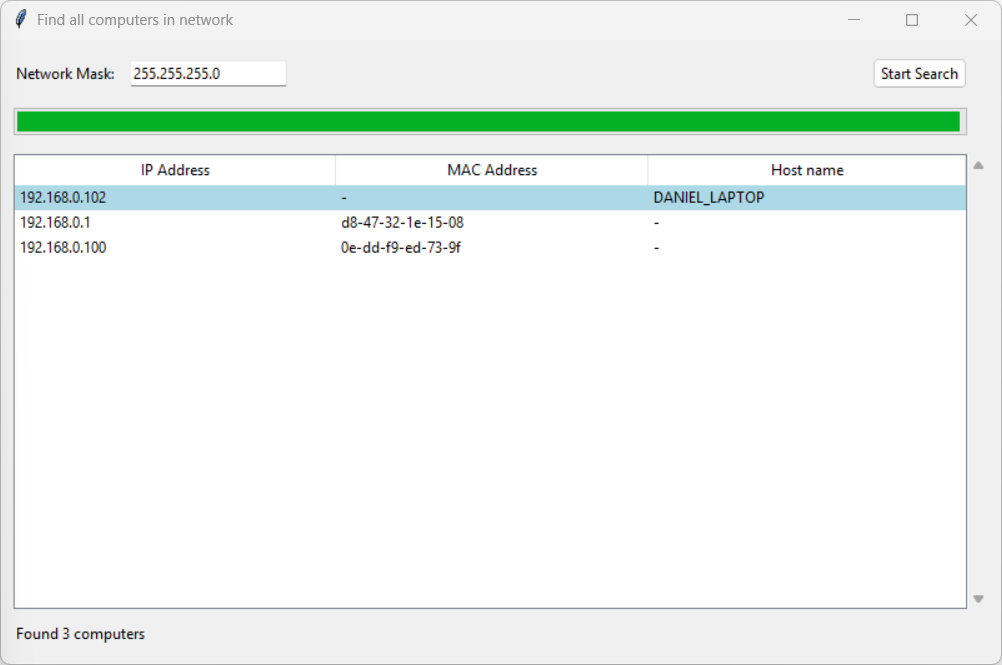 Find all computers in network
Network Mask: 255.255.255.0 Start Search
IP Address MAC Address Host name
192.168.0.102 - DANIEL_LAPTOP
192.168.0.1 d8-47-32-1e-15-08 -
192.168.0.100 0e-dd-f9-ed-73-9f -
Found 3 computers